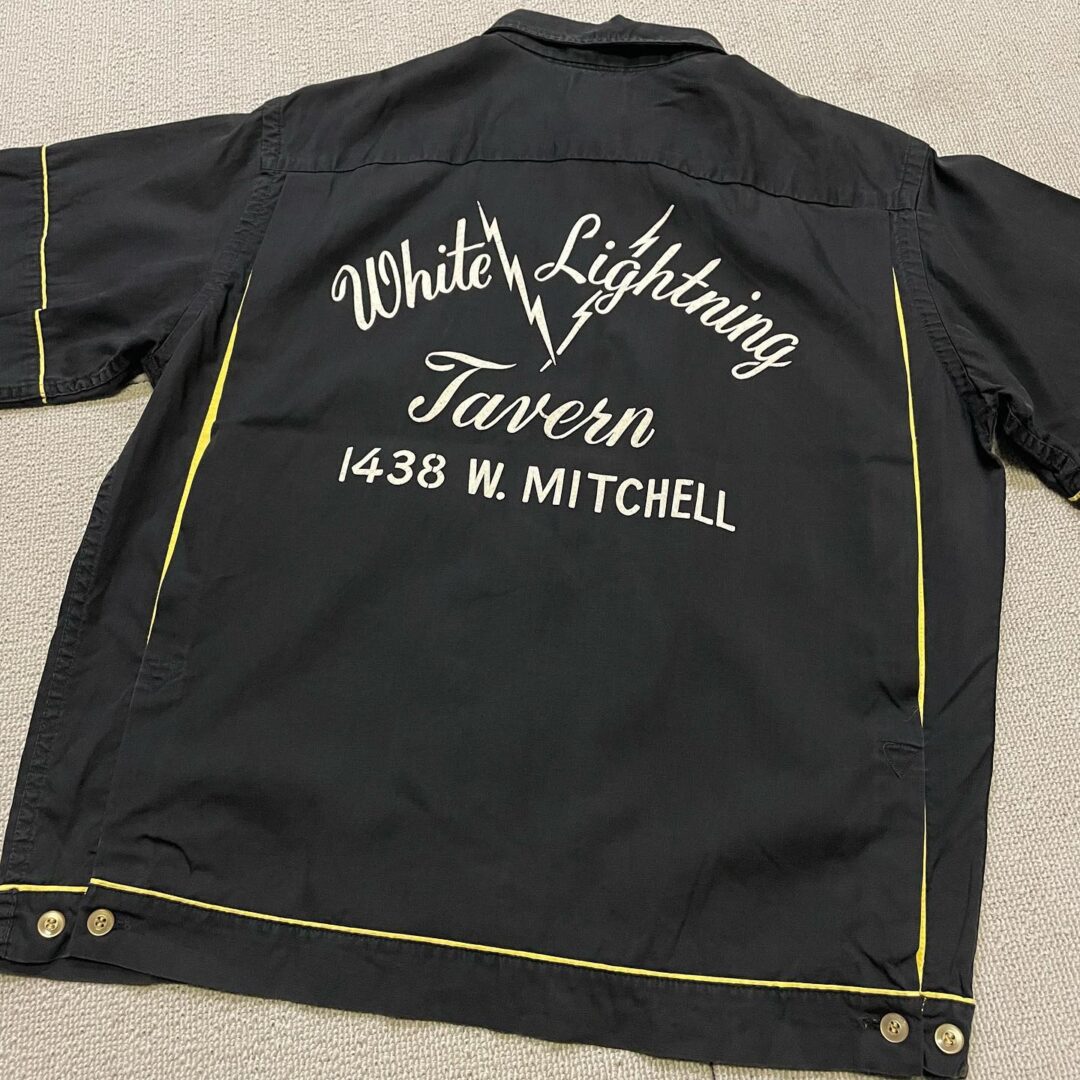 White Lightning
Tavern
1438 W. MITCHELL